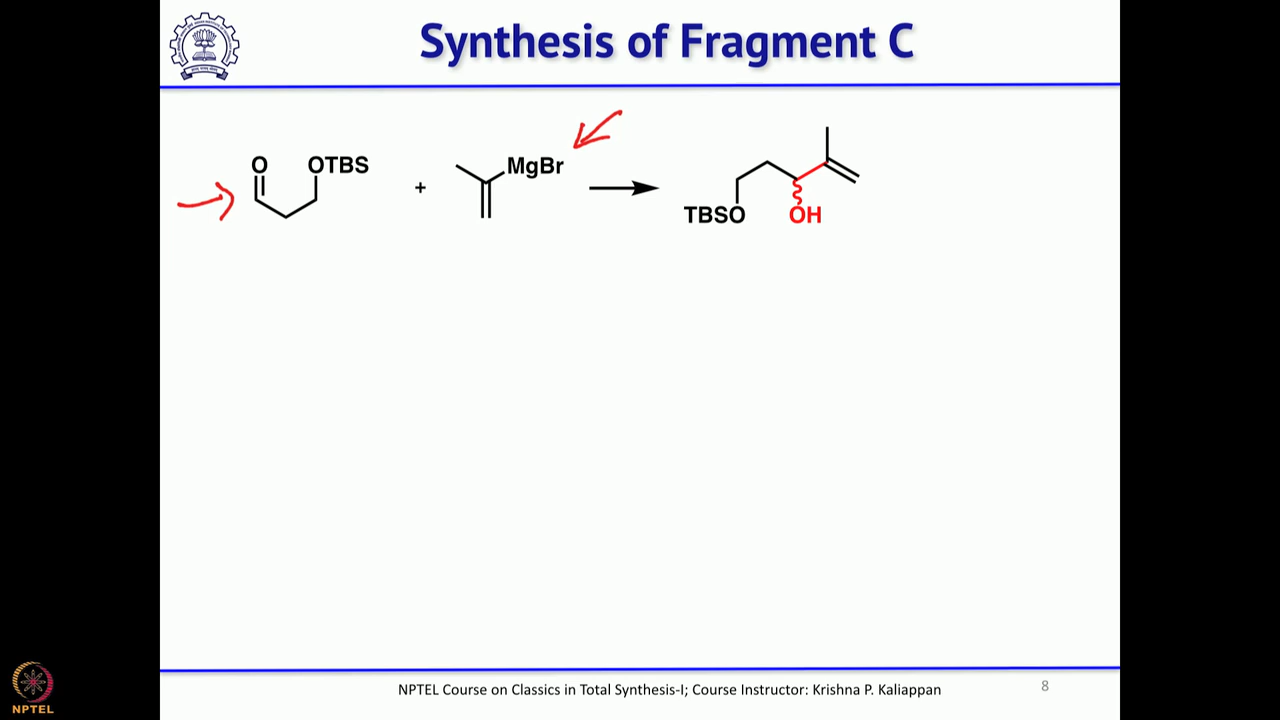 Synthesis of Fragment C
O OTBS
+
MgBr
TBSO OH
NPTEL Course on Classics in Total Synthesis-I; Course Instructor: Krishna P. Kaliappan
8
NPTEL